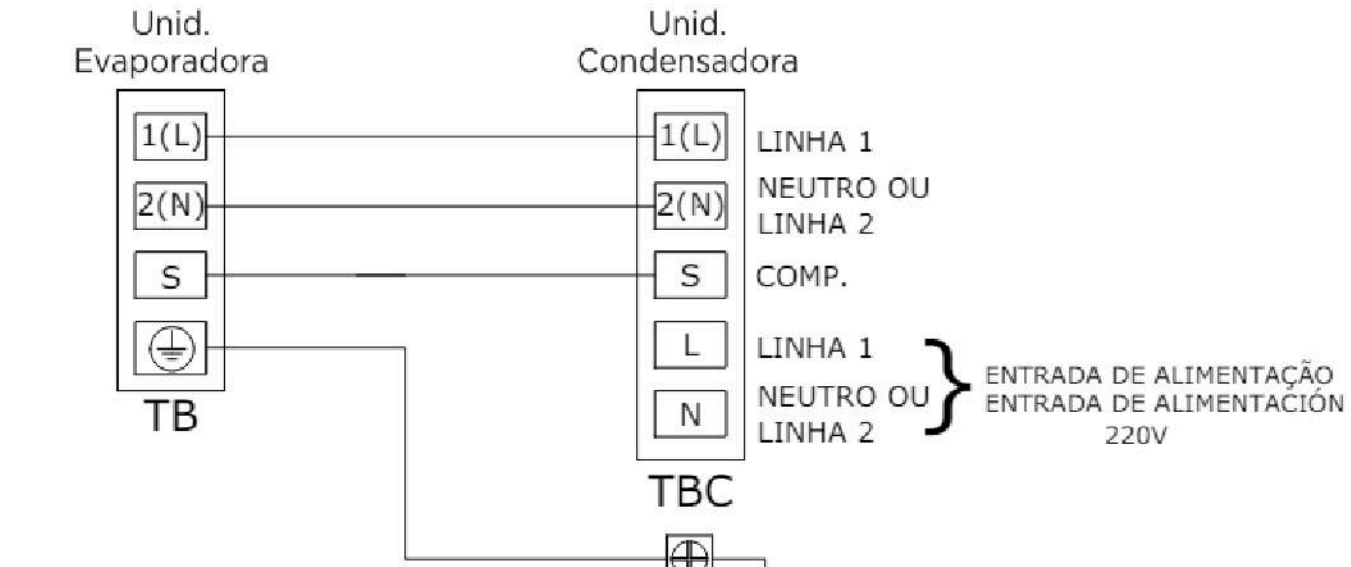 Unid.
Evaporadora
1(L)
2(N)
S
TB
Unid.
Condensadora
1(L)
2(N)
S
L
N
TBC
LINHA 1
NEUTRO OU
LINHA 2
COMP.
LINHA 1
NEUTRO OU
LINHA 2
ENTRADA DE ALIMENTAÇÃO
ENTRADA DE ALIMENTACIÓN
220V